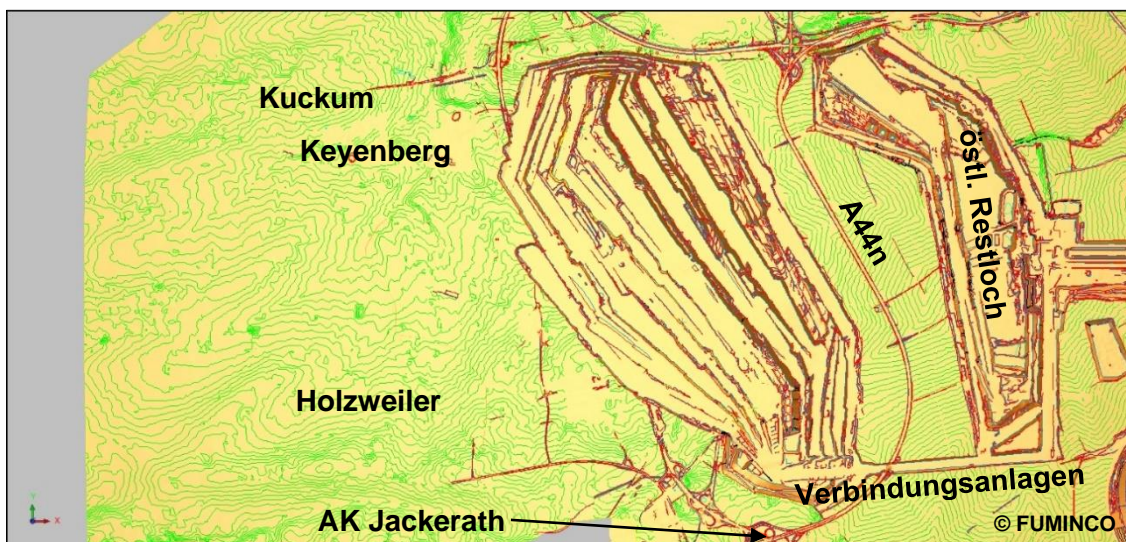 Kuckum
Keyenberg
östl. Restloch
A44n
Holzweiler
Verbindungsanlagen
AK Jackerath
© FUMINCO
Y
X